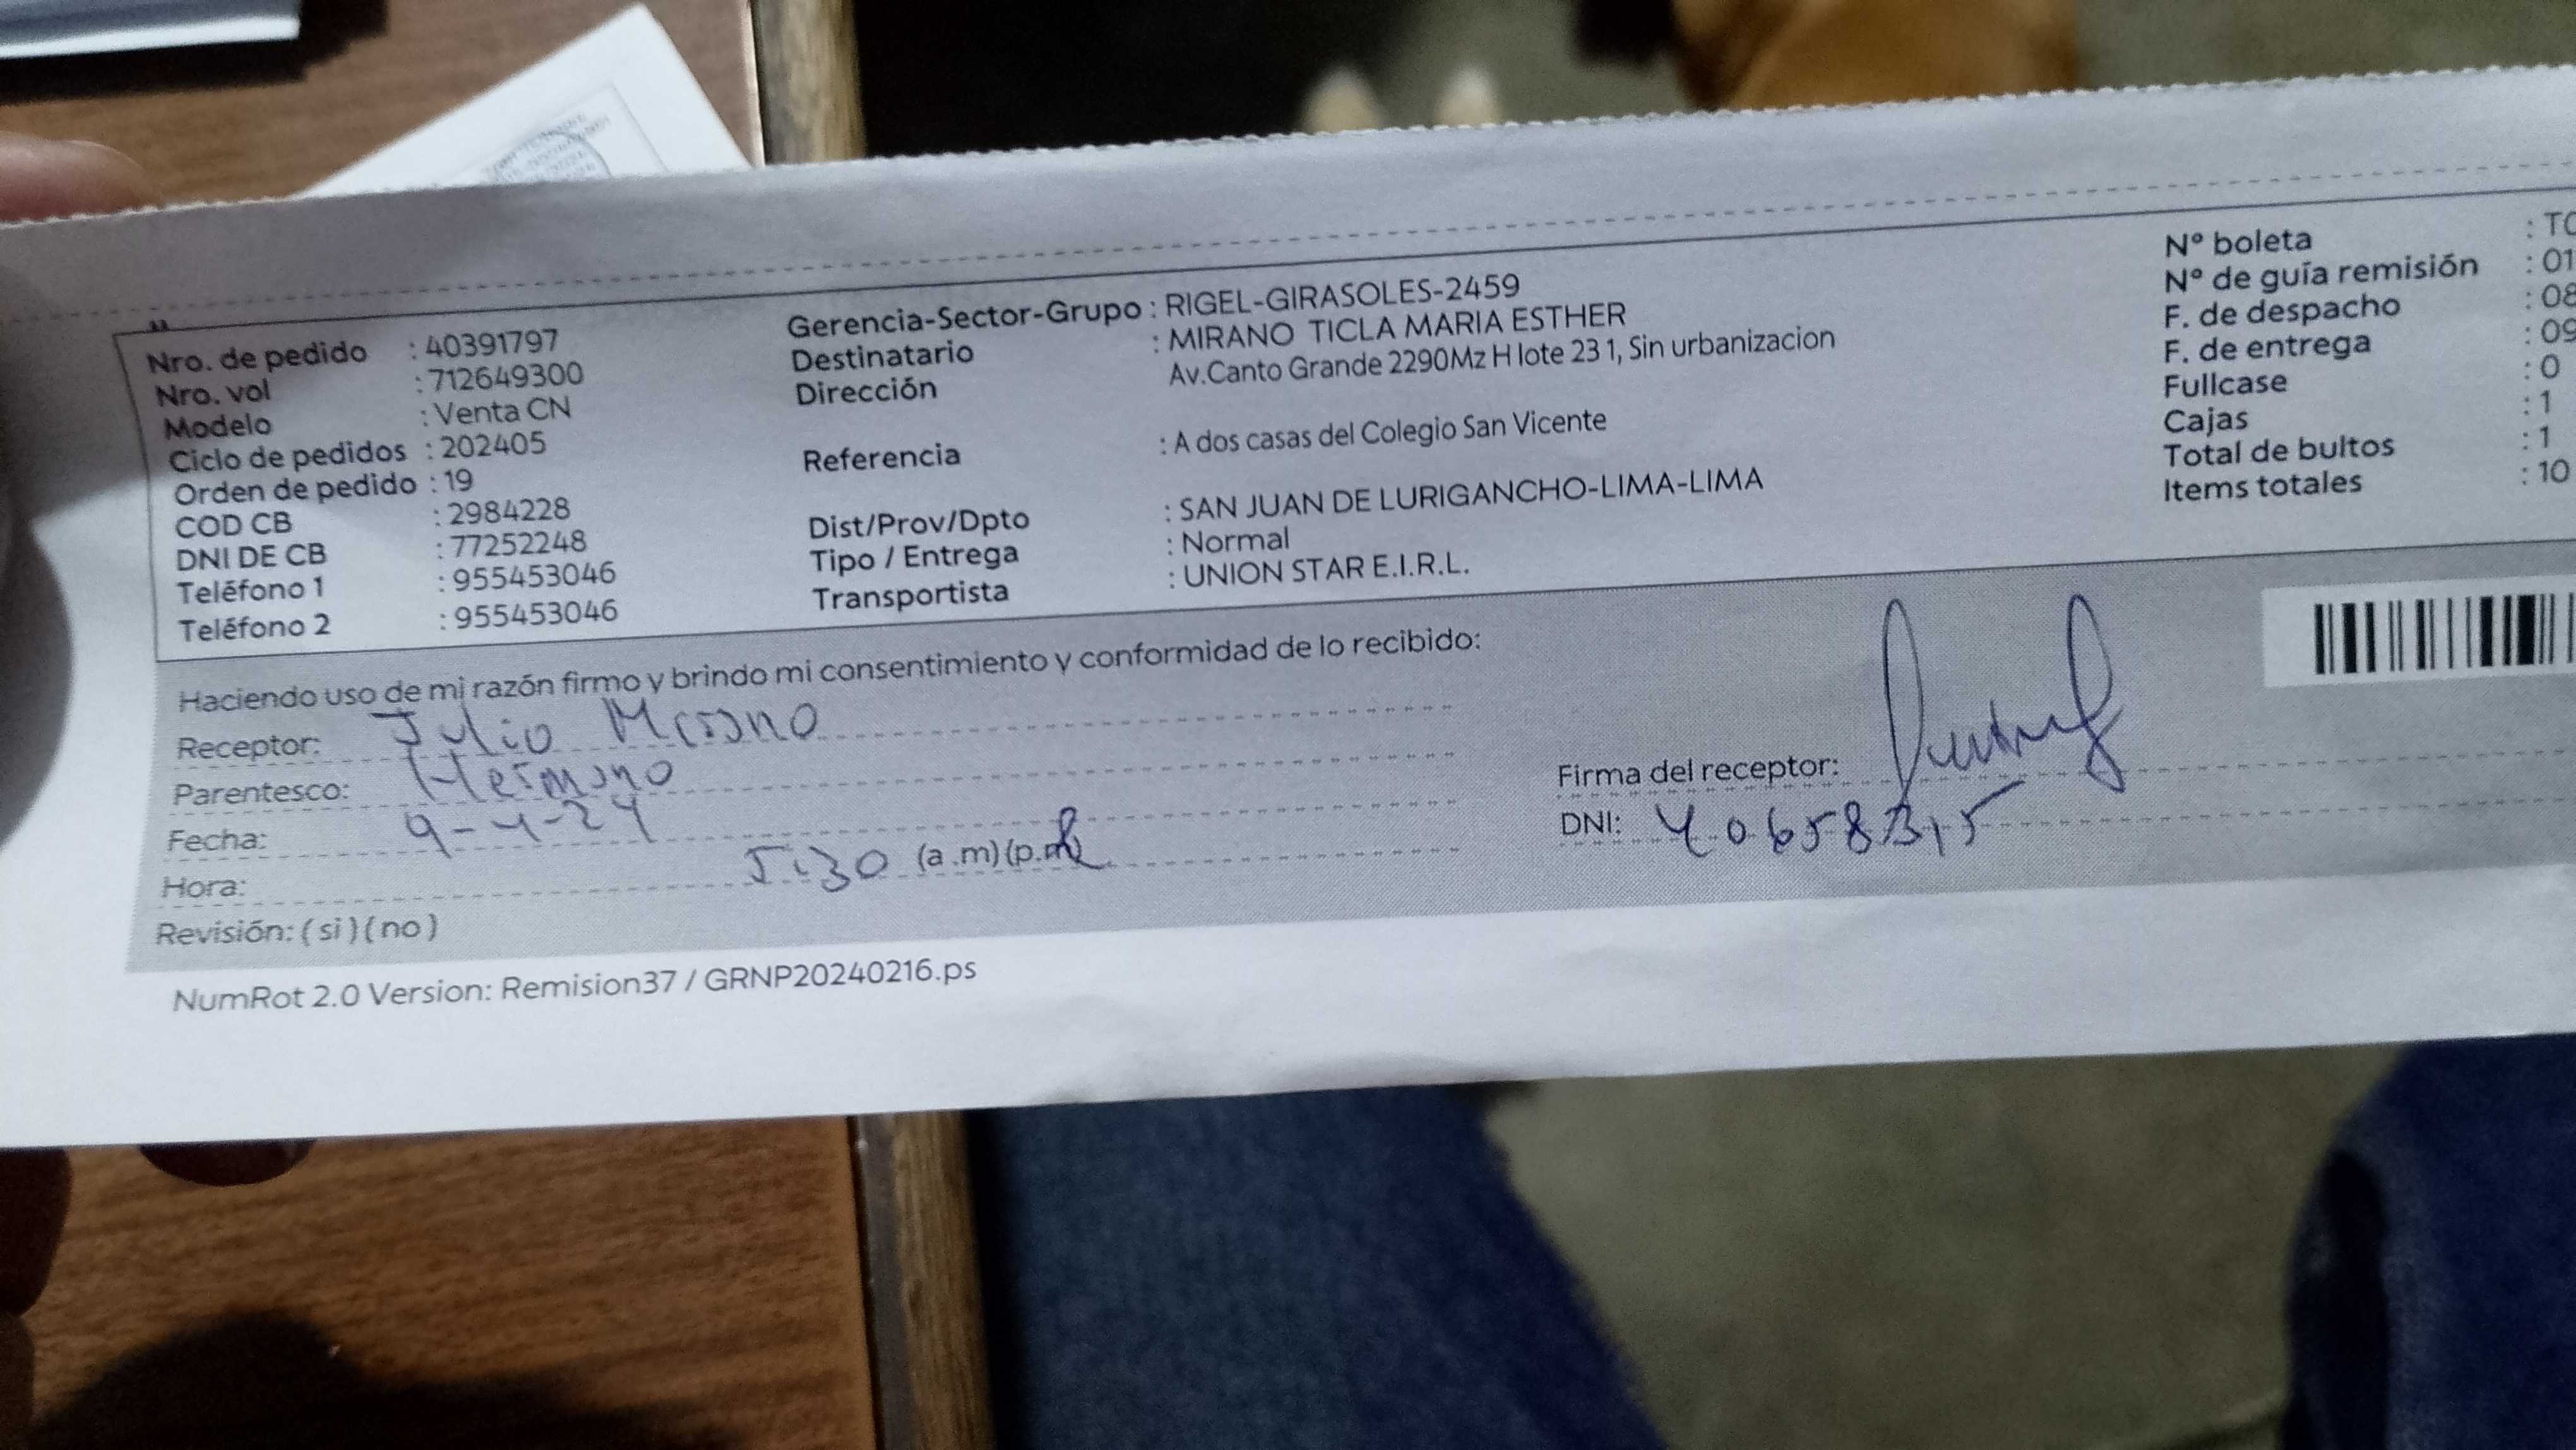 Nro. de pedido : 40391797
Nro. vol : 712649300
Modelo : Venta CN
Ciclo de pedidos : 202405
Orden de pedido : 19
COD CB : 2984228
DNI DE CB : 77252248
Teléfono 1 : 955453046
Teléfono 2 : 955453046
Gerencia-Sector-Grupo : RIGEL-GIRASOLES-2459
Destinatario : MIRANO TICLA MARIA ESTHER
Dirección Av.Canto Grande 2290Mz H lote 23 1, Sin urbanizacion
Referencia : A dos casas del Colegio San Vicente
Dist/Prov/Dpto : SAN JUAN DE LURIGANCHO-LIMA-LIMA
Tipo / Entrega : Normal
Transportista : UNION STAR E.I.R.L.
N° boleta : TC
N° de guía remisión : 01
F. de despacho : 08
F. de entrega : 09
Fullcase : 0
Cajas : 1
Total de bultos : 1
Items totales : 10
Haciendo uso de mi razón firmo y brindo mi consentimiento y conformidad de lo recibido:
Receptor: Julio Mirano
Parentesco: Hermano
Fecha: 9-4-24
Hora: 5:30 (a.m)(p.m)
Revisión: (si)(no)
Firma del receptor:
DNI: 40658315
NumRot 2.0 Version: Remision37 / GRNP20240216.ps